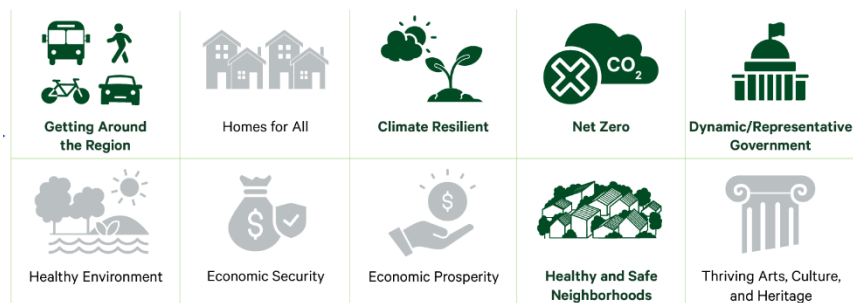 CO2
Getting Around
the Region
Homes for All
Climate Resilient
Net Zero
Dynamic/Representative
Government
$
$
Healthy Environment
Economic Security
Economic Prosperity
Healthy and Safe
Neighborhoods
Thriving Arts, Culture,
and Heritage